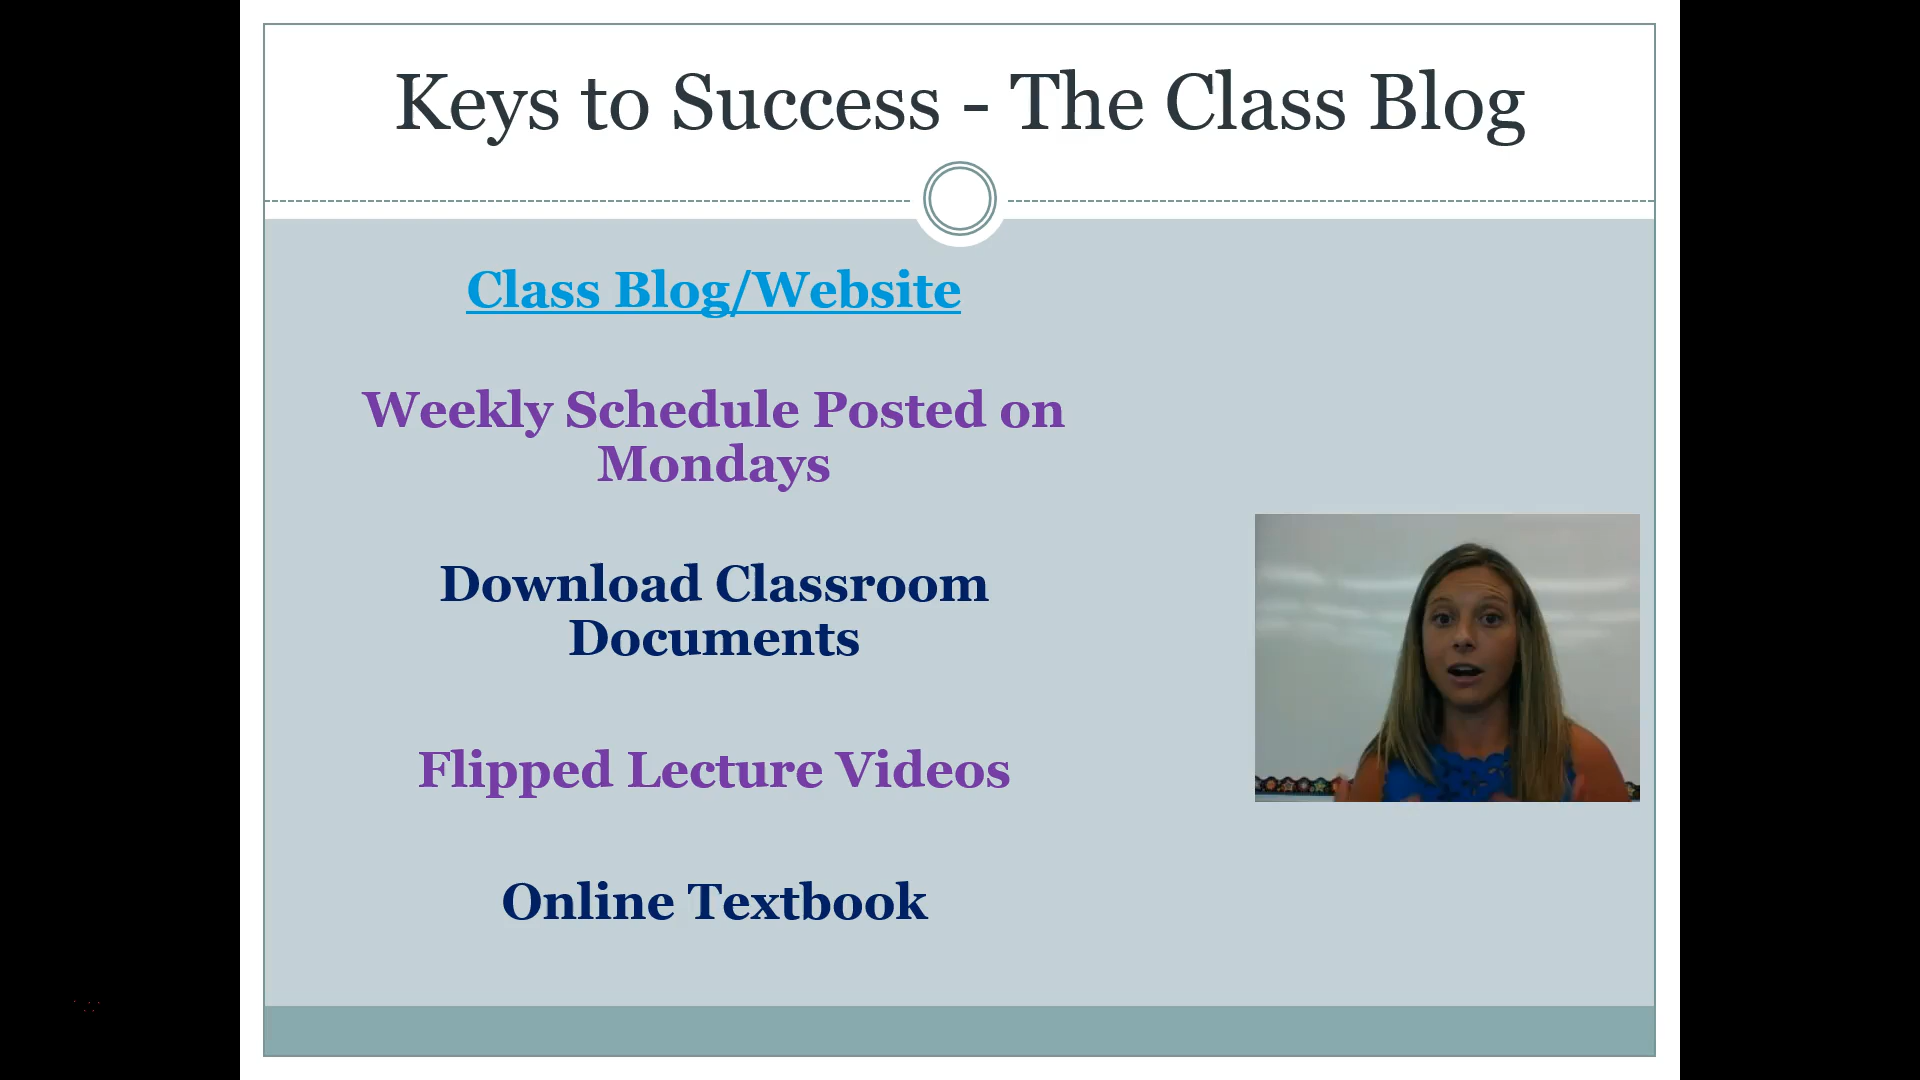 Keys to Success - The Class Blog
Class Blog/Website
Weekly Schedule Posted on
Mondays
Download Classroom
Documents
Flipped Lecture Videos
Online Textbook